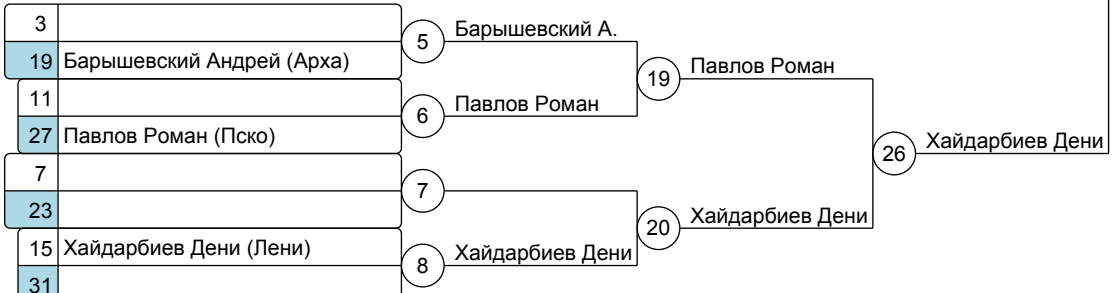 3
5 Барышевский А.
19 Барышевский Андрей (Арха)
19 Павлов Роман
11
6 Павлов Роман
27 Павлов Роман (Пско)
26 Хайдарбиев Дени
7
7
23
20 Хайдарбиев Дени
15 Хайдарбиев Дени (Лени)
8 Хайдарбиев Дени
31